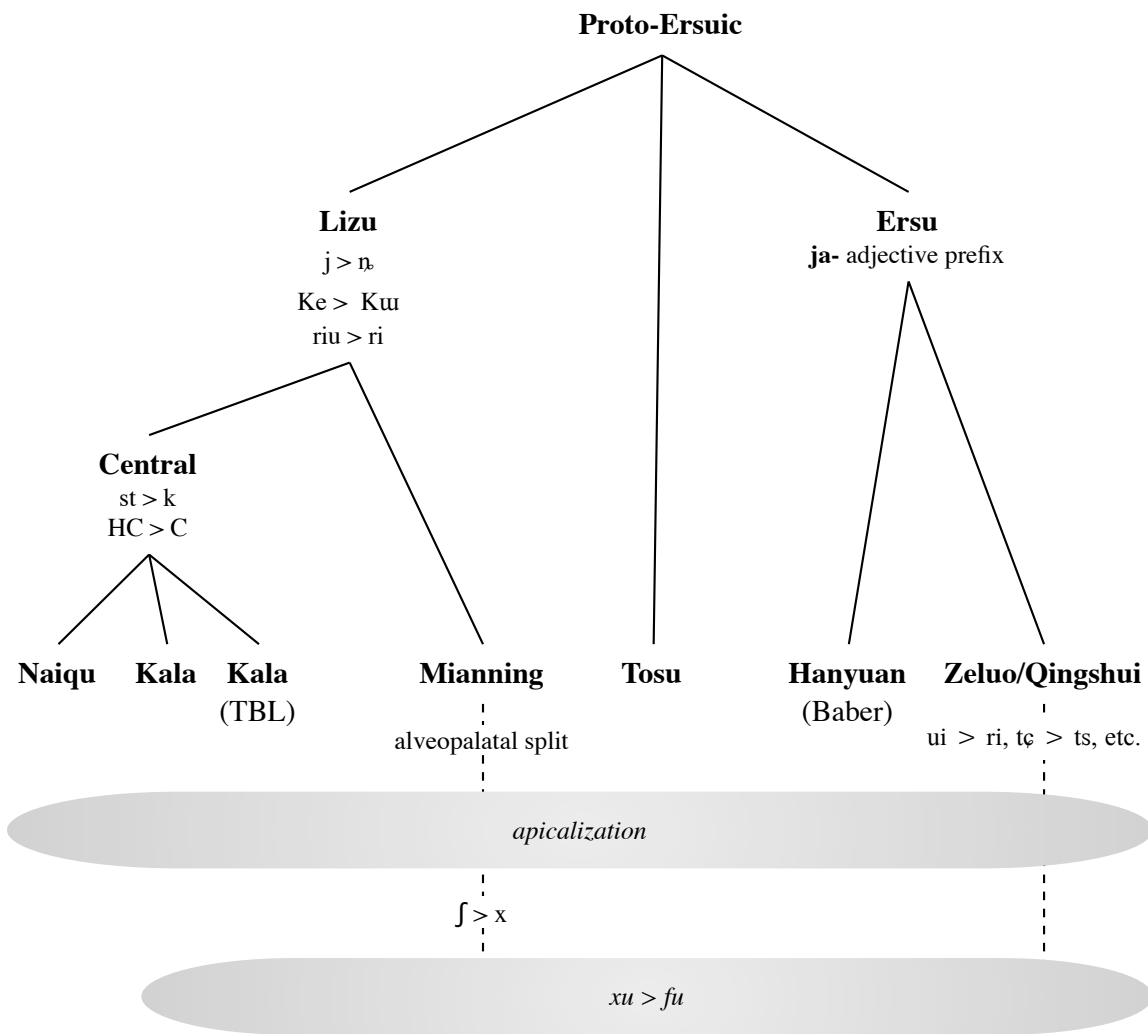 Proto-Ersuic
Lizu
j > ȵ
Ke > Kɯ
riu > ri
Ersu
ja- adjective prefix
Central
st > k
HC > C
Naiqu
Kala
Kala
(TBL)
Mianning
alveopalatal split
Tosu
Hanyuan
(Baber)
Zeluo/Qingshui
ui > ri, tɕ > ts, etc.
apicalization
ʃ > x
xu > fu